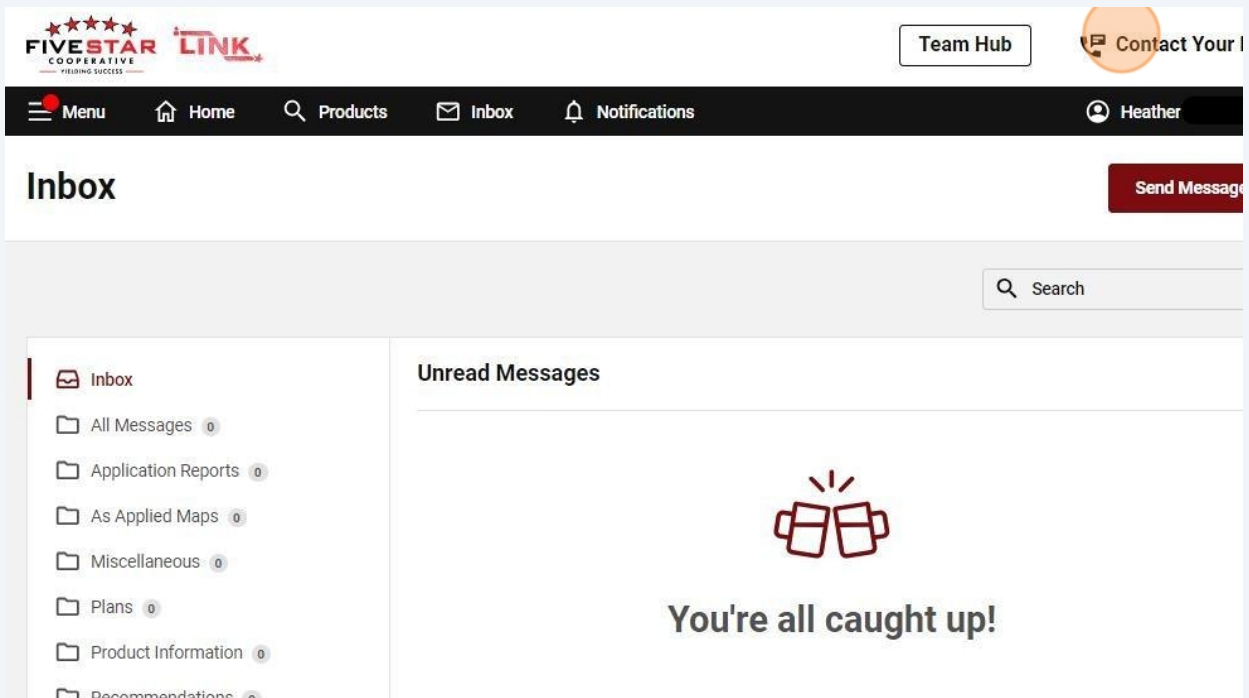 FIVESTAR
COOPERATIVE
YIELDING SUCCESS
LINK
Team Hub
Contact Your
Menu
Home
Products
Inbox
Notifications
Heather
Inbox
Send Message
Search
Inbox
All Messages 0
Application Reports 0
As Applied Maps 0
Miscellaneous 0
Plans 0
Product Information 0
Recommendations 0
Unread Messages
You're all caught up!